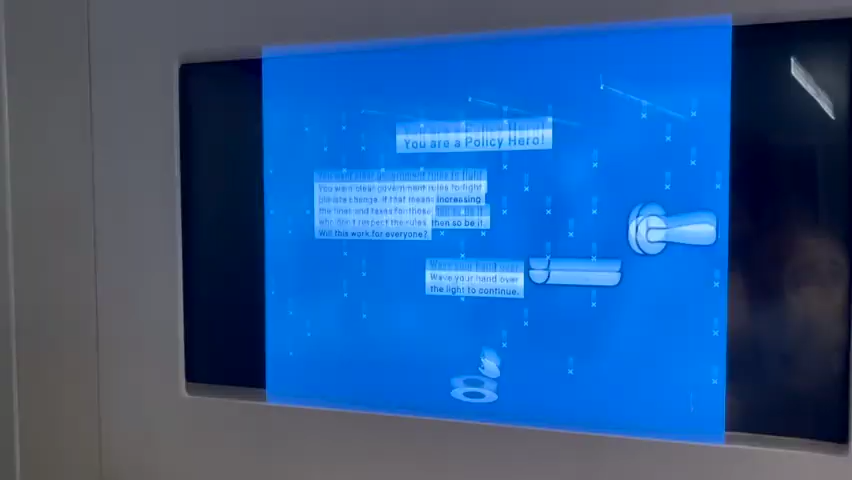 You are a Policy Hero!
You want clear government rules to fight
climate change. If that means increasing
the fines and taxes for those
who don't respect the rules, then so be it.
Will this work for everyone?
Wave your hand over
the light to continue.